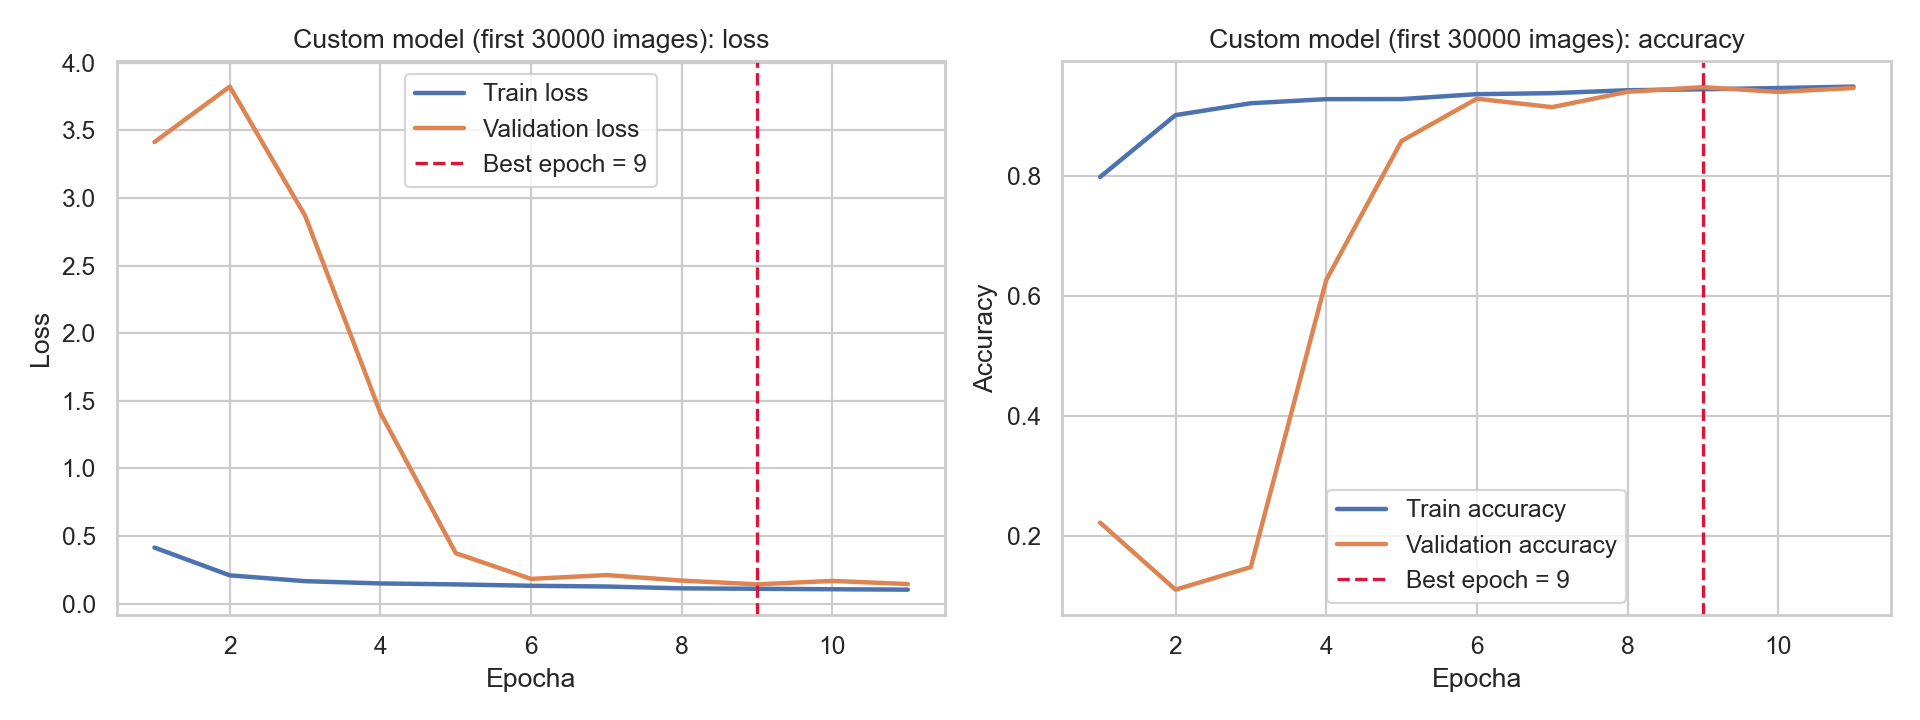 Custom model (first 30000 images): loss
4.0
3.5
3.0
2.5
2.0
1.5
1.0
0.5
0.0
Loss
Train loss
Validation loss
Best epoch = 9
2
4
6
8
10
Epocha
Custom model (first 30000 images): accuracy
0.8
0.6
0.4
0.2
Accuracy
Train accuracy
Validation accuracy
Best epoch = 9
2
4
6
8
10
Epocha